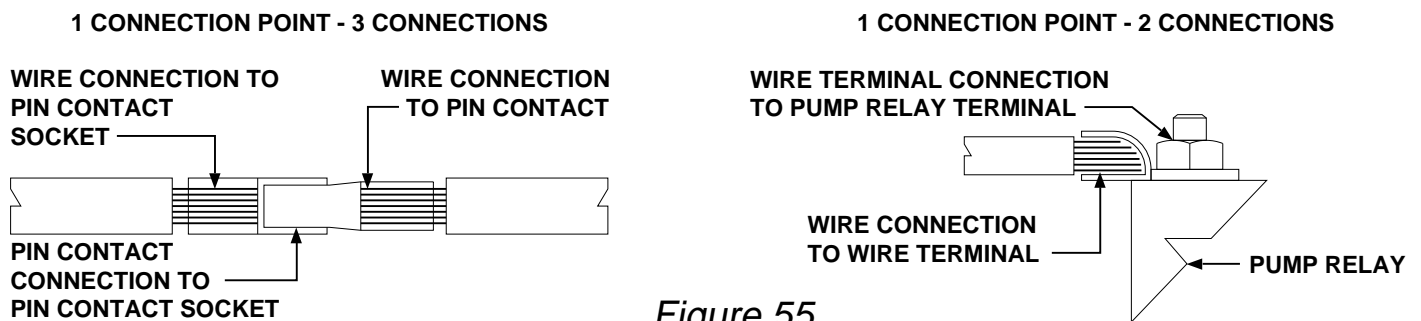 1 CONNECTION POINT - 3 CONNECTIONS
WIRE CONNECTION TO
PIN CONTACT
SOCKET
WIRE CONNECTION
TO PIN CONTACT
PIN CONTACT
CONNECTION TO
PIN CONTACT SOCKET
1 CONNECTION POINT - 2 CONNECTIONS
WIRE TERMINAL CONNECTION
TO PUMP RELAY TERMINAL
WIRE CONNECTION
TO WIRE TERMINAL
PUMP RELAY
Figure 55